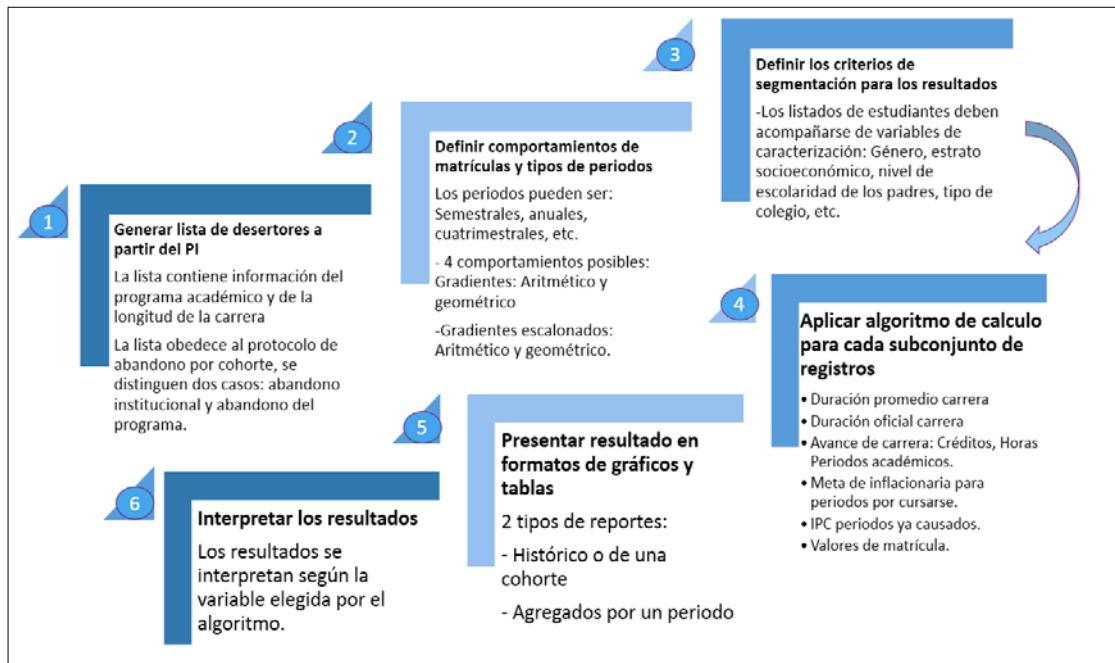 1
Generar lista de desertores a
partir del PI
La lista contiene información del
programa académico y de la
longitud de la carrera
La lista obedece al protocolo de
abandono por cohorte, se
distinguen dos casos: abandono
institucional y abandono del
programa.
2
Definir comportamientos de
matrículas y tipos de periodos
Los periodos pueden ser:
Semestrales, anuales,
cuatrimestrales, etc.
- 4 comportamientos posibles:
Gradientes: Aritmético y
geométrico
-Gradientes escalonados:
Aritmético y geométrico.
3
Definir los criterios de
segmentación para los resultados
-Los listados de estudiantes deben
acompañarse de variables de
caracterización: Género, estrato
socioeconómico, nivel de
escolaridad de los padres, tipo de
colegio, etc.
4
Aplicar algoritmo de calculo
para cada subconjunto de
registros
• Duración promedio carrera
• Duración oficial carrera
• Avance de carrera: Créditos, Horas
Periodos académicos.
• Meta de inflacionaria para
periodos por cursarse.
• IPC periodos ya causados.
• Valores de matrícula.
5
Presentar resultado en
formatos de gráficos y
tablas
2 tipos de reportes:
- Histórico o de una
cohorte
- Agregados por un periodo
6
Interpretar los resultados
Los resultados se
interpretan según la
variable elegida por el
algoritmo.